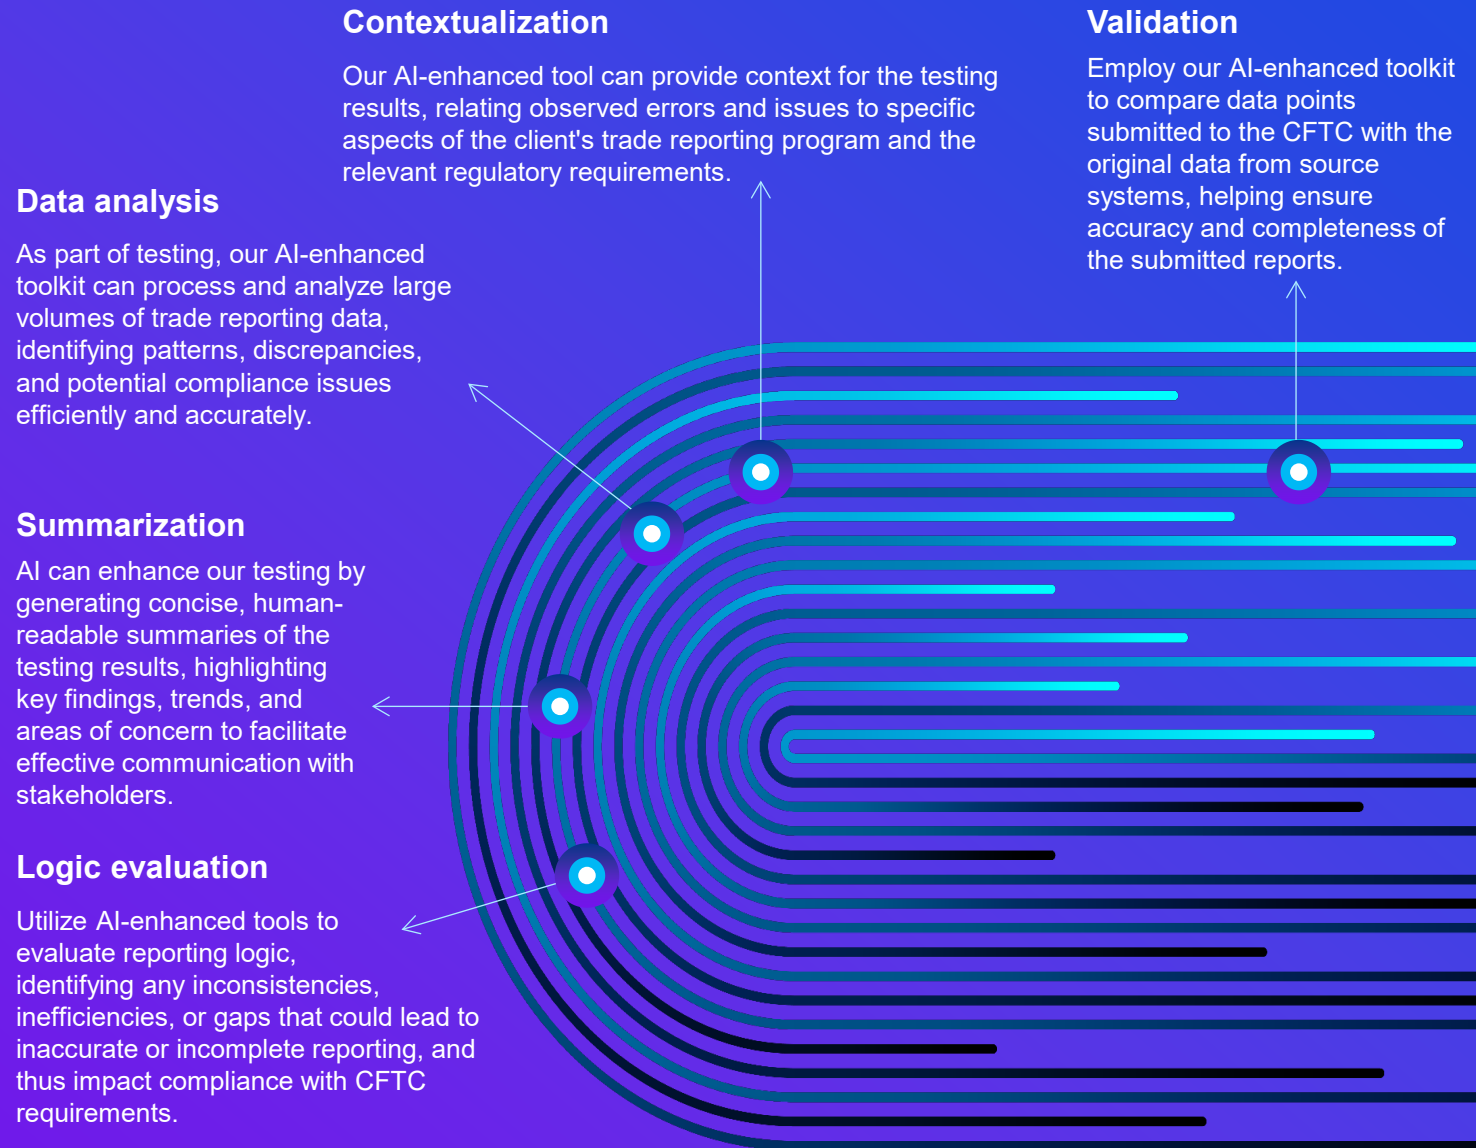 Contextualization
Our AI-enhanced tool can provide context for the testing
results, relating observed errors and issues to specific
aspects of the client's trade reporting program and the
relevant regulatory requirements.
Validation
Employ our AI-enhanced toolkit
to compare data points
submitted to the CFTC with the
original data from source
systems, helping ensure
accuracy and completeness of
the submitted reports.
Data analysis
As part of testing, our AI-enhanced
toolkit can process and analyze large
volumes of trade reporting data,
identifying patterns, discrepancies,
and potential compliance issues
efficiently and accurately.
Summarization
AI can enhance our testing by
generating concise, human-
readable summaries of the
testing results, highlighting
key findings, trends, and
areas of concern to facilitate
effective communication with
stakeholders.
Logic evaluation
Utilize AI-enhanced tools to
evaluate reporting logic,
identifying any inconsistencies,
inefficiencies, or gaps that could lead to
inaccurate or incomplete reporting, and
thus impact compliance with CFTC
requirements.